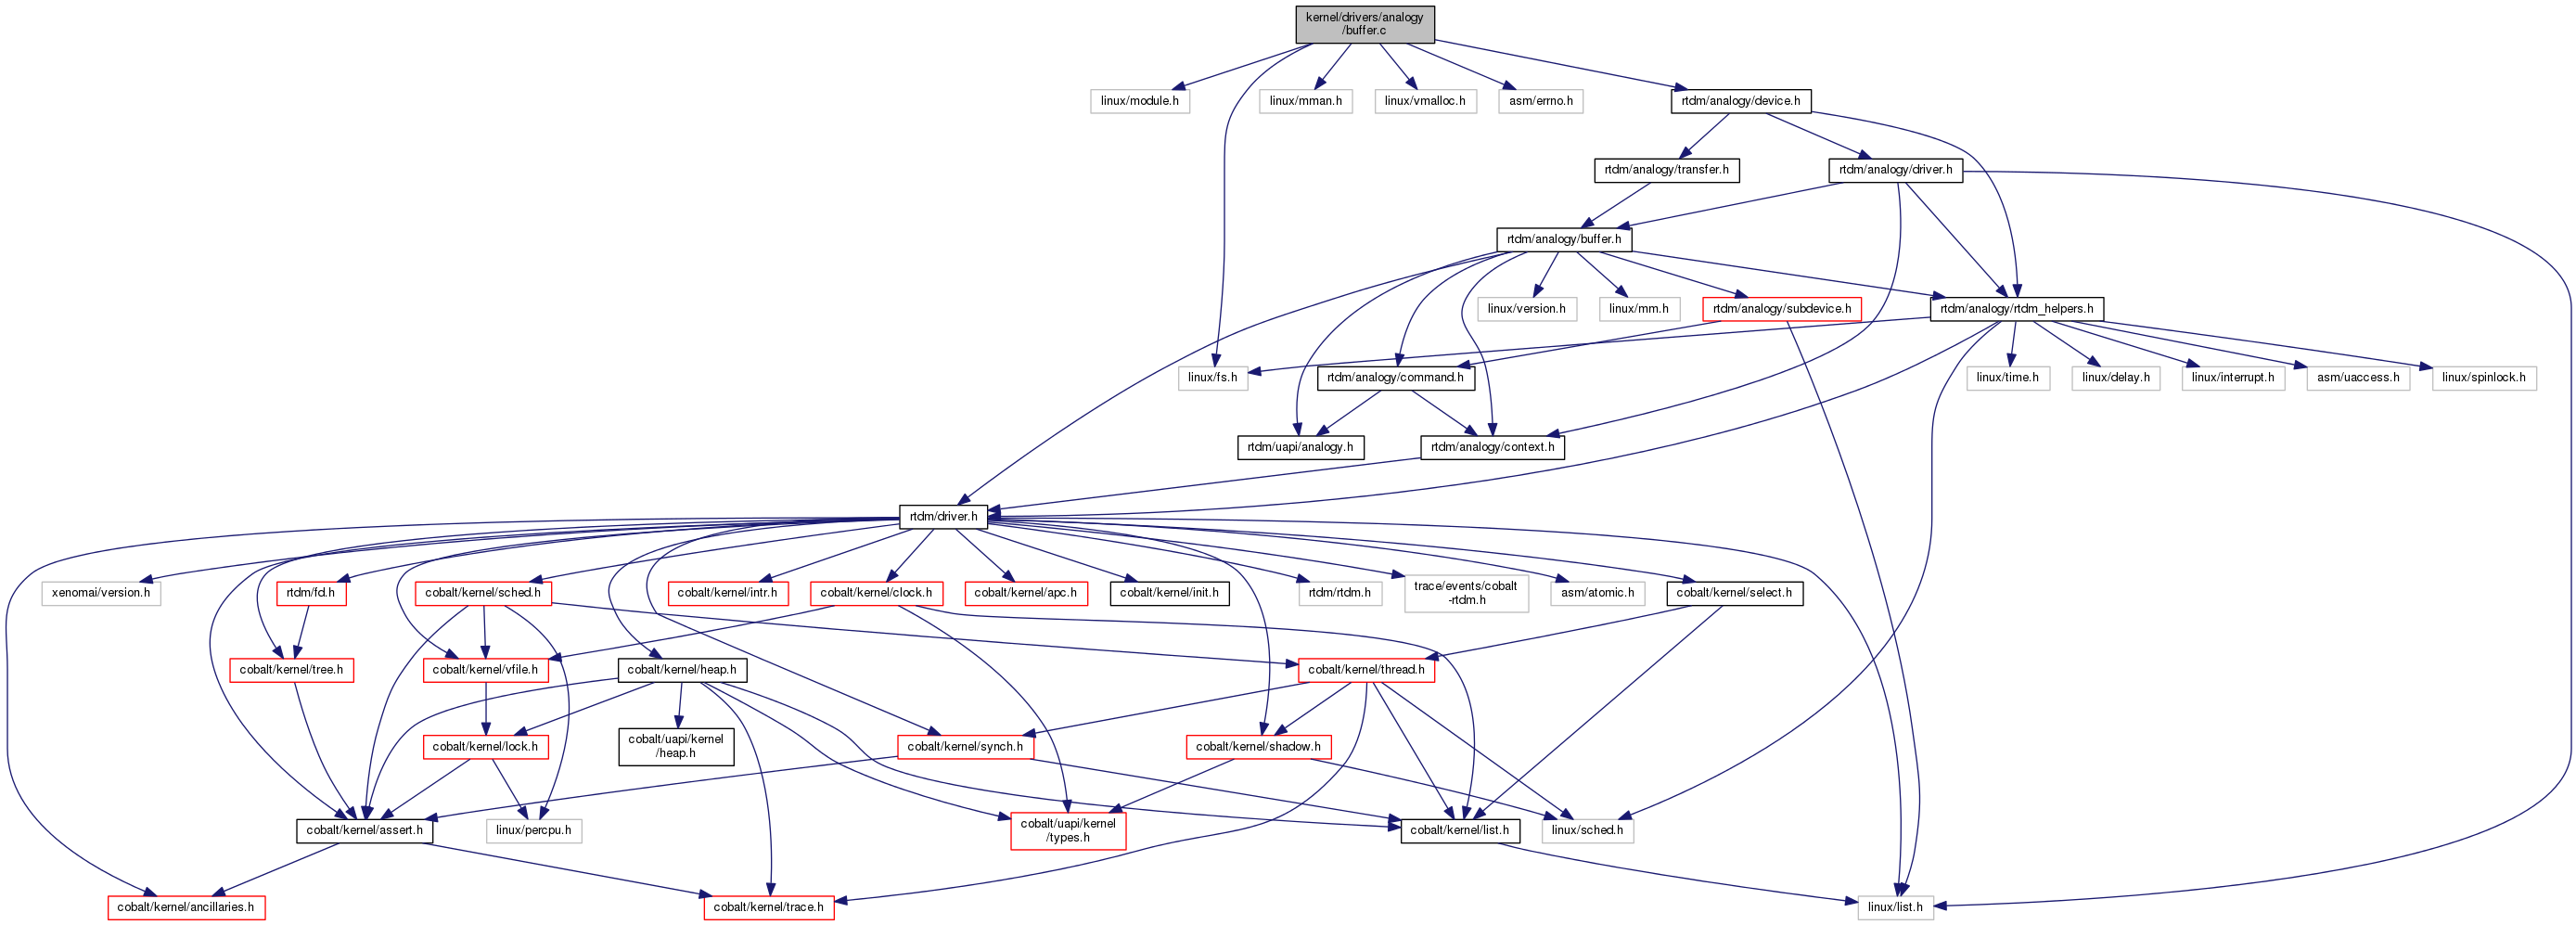 kernel/drivers/analogy
/buffer.c
linux/module.h
linux/mman.h
linux/vmalloc.h
asm/errno.h
rtdm/analogy/device.h
rtdm/analogy/transfer.h
rtdm/analogy/driver.h
rtdm/analogy/buffer.h
linux/version.h
linux/mm.h
rtdm/analogy/subdevice.h
rtdm/analogy/rtdm_helpers.h
linux/fs.h
rtdm/analogy/command.h
linux/time.h
linux/delay.h
linux/interrupt.h
asm/uaccess.h
linux/spinlock.h
rtdm/uapi/analogy.h
rtdm/analogy/context.h
rtdm/driver.h
xenomai/version.h
rtdm/fd.h
cobalt/kernel/sched.h
cobalt/kernel/intr.h
cobalt/kernel/clock.h
cobalt/kernel/apc.h
cobalt/kernel/init.h
rtdm/rtdm.h
trace/events/cobalt
-rtdm.h
asm/atomic.h
cobalt/kernel/select.h
cobalt/kernel/tree.h
cobalt/kernel/vfile.h
cobalt/kernel/heap.h
cobalt/kernel/thread.h
cobalt/kernel/lock.h
cobalt/uapi/kernel
/heap.h
cobalt/kernel/synch.h
cobalt/kernel/shadow.h
cobalt/kernel/assert.h
linux/percpu.h
cobalt/uapi/kernel
/types.h
cobalt/kernel/list.h
linux/sched.h
cobalt/kernel/ancillaries.h
cobalt/kernel/trace.h
linux/list.h